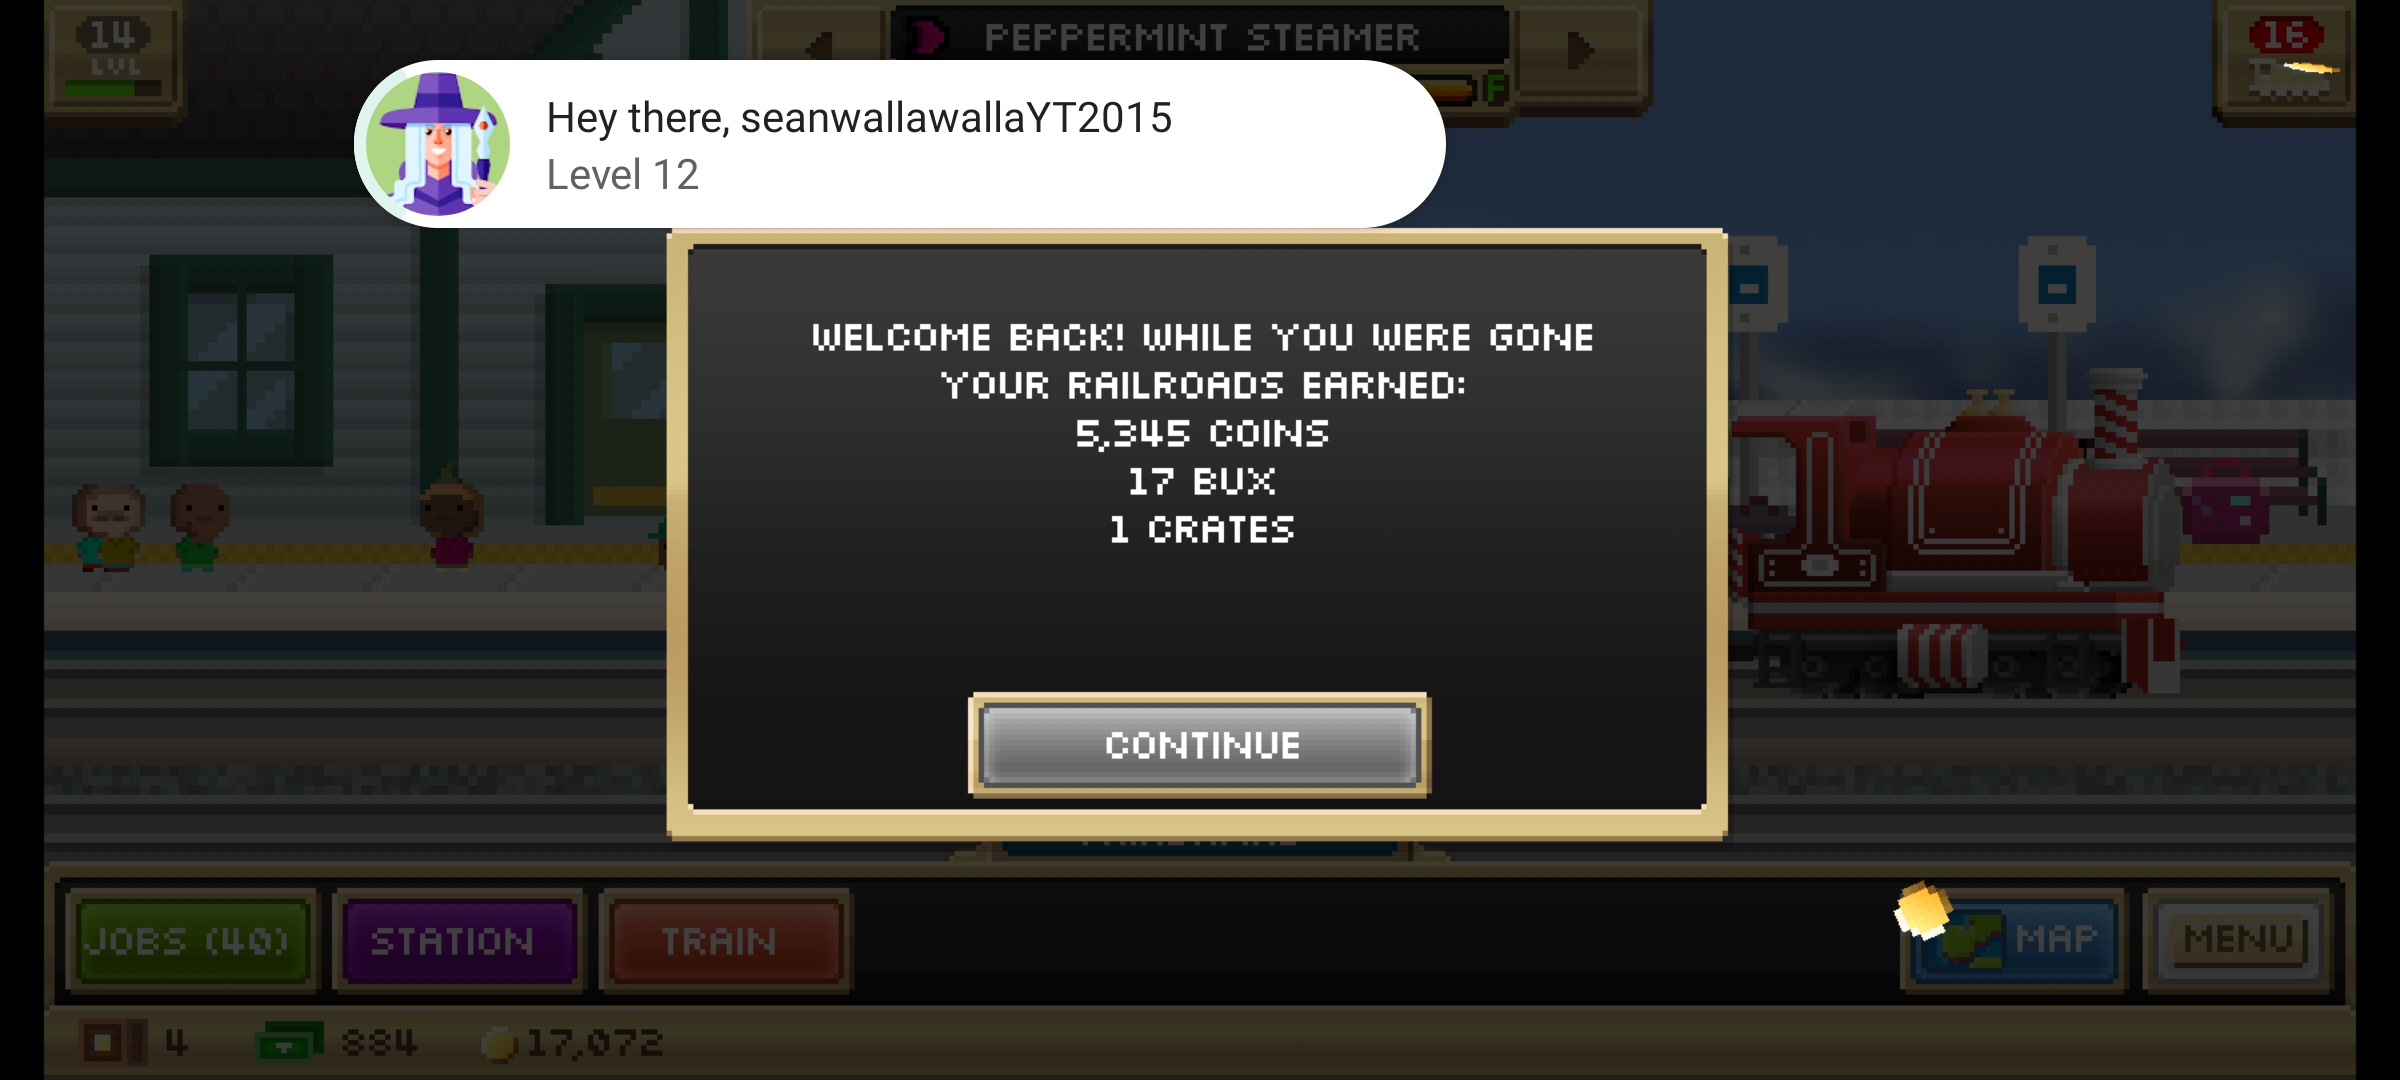 14
LVL
PEPPERMINT STEAMER
F
16
Hey there, seanwallawallaYT2015
Level 12
WELCOME BACK! WHILE YOU WERE GONE
YOUR RAILROADS EARNED:
5,345 COINS
17 BUX
1 CRATES
CONTINUE
JOBS (40)
STATION
TRAIN
MAP
MENU
4
884
17,072